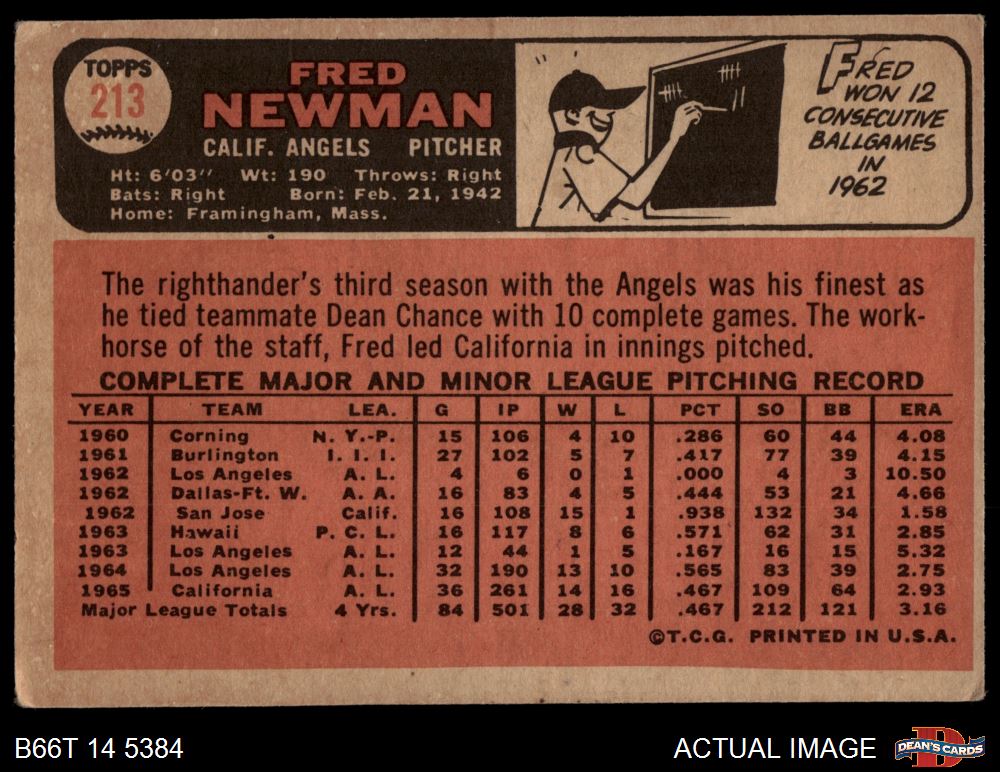 TOPPS
213
FRED
NEWMAN
CALIF. ANGELS PITCHER
Ht: 6'03" Wt: 190 Throws: Right
Bats: Right Born: Feb. 21, 1942
Home: Framingham, Mass.
FRED
WON 12
CONSECUTIVE
BALLGAMES
IN
1962
The righthander's third season with the Angels was his finest as
he tied teammate Dean Chance with 10 complete games. The work-
horse of the staff, Fred led California in innings pitched.
COMPLETE MAJOR AND MINOR LEAGUE PITCHING RECORD
YEAR TEAM LEA. G IP W L PCT SO BB ERA
1960 Corning N. Y.-P. 15 106 4 10 .286 60 44 4.08
1961 Burlington I. I. I. 27 102 5 7 .417 77 39 4.15
1962 Los Angeles A. L. 4 6 0 1 .000 4 3 10.50
1962 Dallas-Ft. W. A. A. 16 83 4 5 .444 53 21 4.66
1962 San Jose Calif. 16 108 15 1 .938 132 34 1.58
1963 Hawaii P. C. L. 16 117 8 6 .571 62 31 2.85
1963 Los Angeles A. L. 12 44 1 5 .167 16 15 5.32
1964 Los Angeles A. L. 32 190 13 10 .565 83 39 2.75
1965 California A. L. 36 261 14 16 .467 109 64 2.93
Major League Totals 4 Yrs. 84 501 28 32 .467 212 121 3.16
©T.C.G. PRINTED IN U.S.A.
B66T 14 5384 ACTUAL IMAGE
DEAN'S CARDS